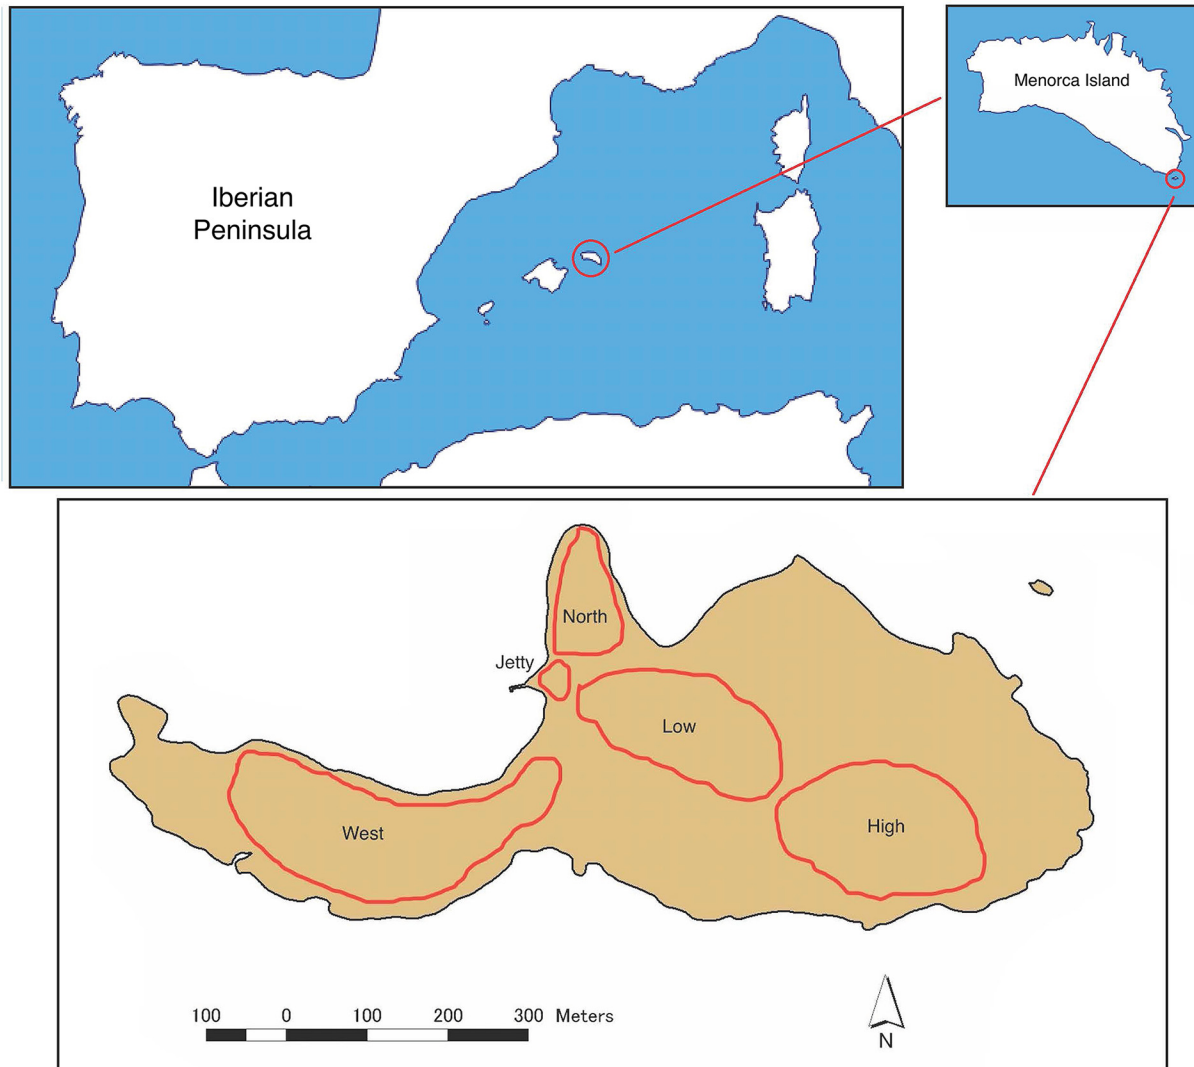 Iberian
Peninsula
Menorca Island
North
Jetty
Low
West
High
100 0 100 200 300 Meters
N